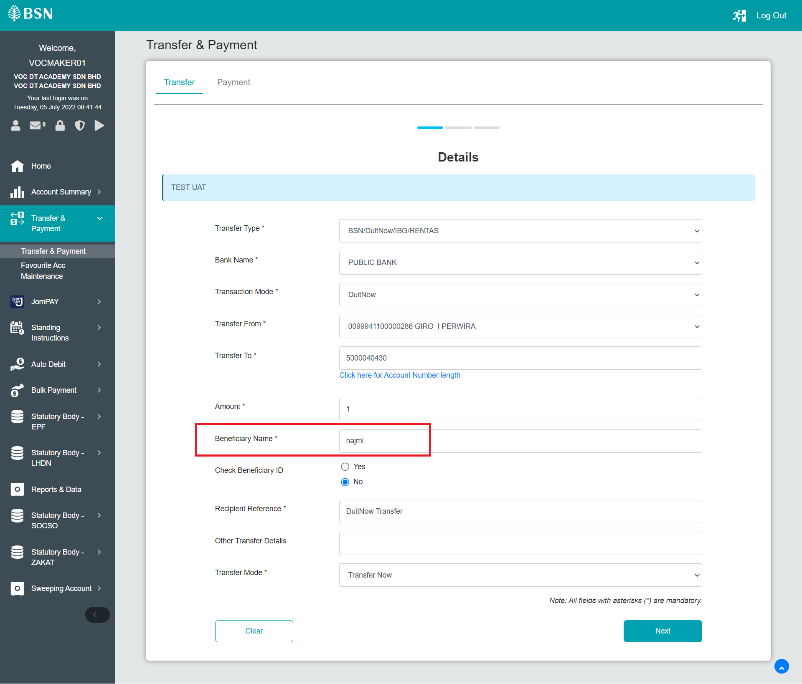 BSN
Log Out
Welcome,
VOCMAKER01
VOC DT ACADEMY SDN BHD
VOC DT ACADEMY SDN BHD
Your last login was on
Tuesday, 05 July 2022 08:41:44
0
Home
Account Summary
Transfer &
Payment
Transfer & Payment
Favourite Acc
Maintenance
JomPAY
Standing
Instructions
Auto Debit
Bulk Payment
Statutory Body -
EPF
Statutory Body -
LHDN
Reports & Data
Statutory Body -
SOCSO
Statutory Body -
ZAKAT
Sweeping Account
Transfer & Payment
Transfer Payment
Details
TEST UAT
Transfer Type * BSN/DuitNow/IBG/RENTAS
Bank Name * PUBLIC BANK
Transaction Mode * DuitNow
Transfer From * 0099941100000286 GIRO I PERWIRA
Transfer To * 5000040430
Click here for Account Number length
Amount * 1
Beneficiary Name * najmi
Check Beneficiary ID Yes
No
Recipient Reference * DuitNow Transfer
Other Transfer Details
Transfer Mode * Transfer Now
Note: All fields with asterisks (*) are mandatory.
Clear Next